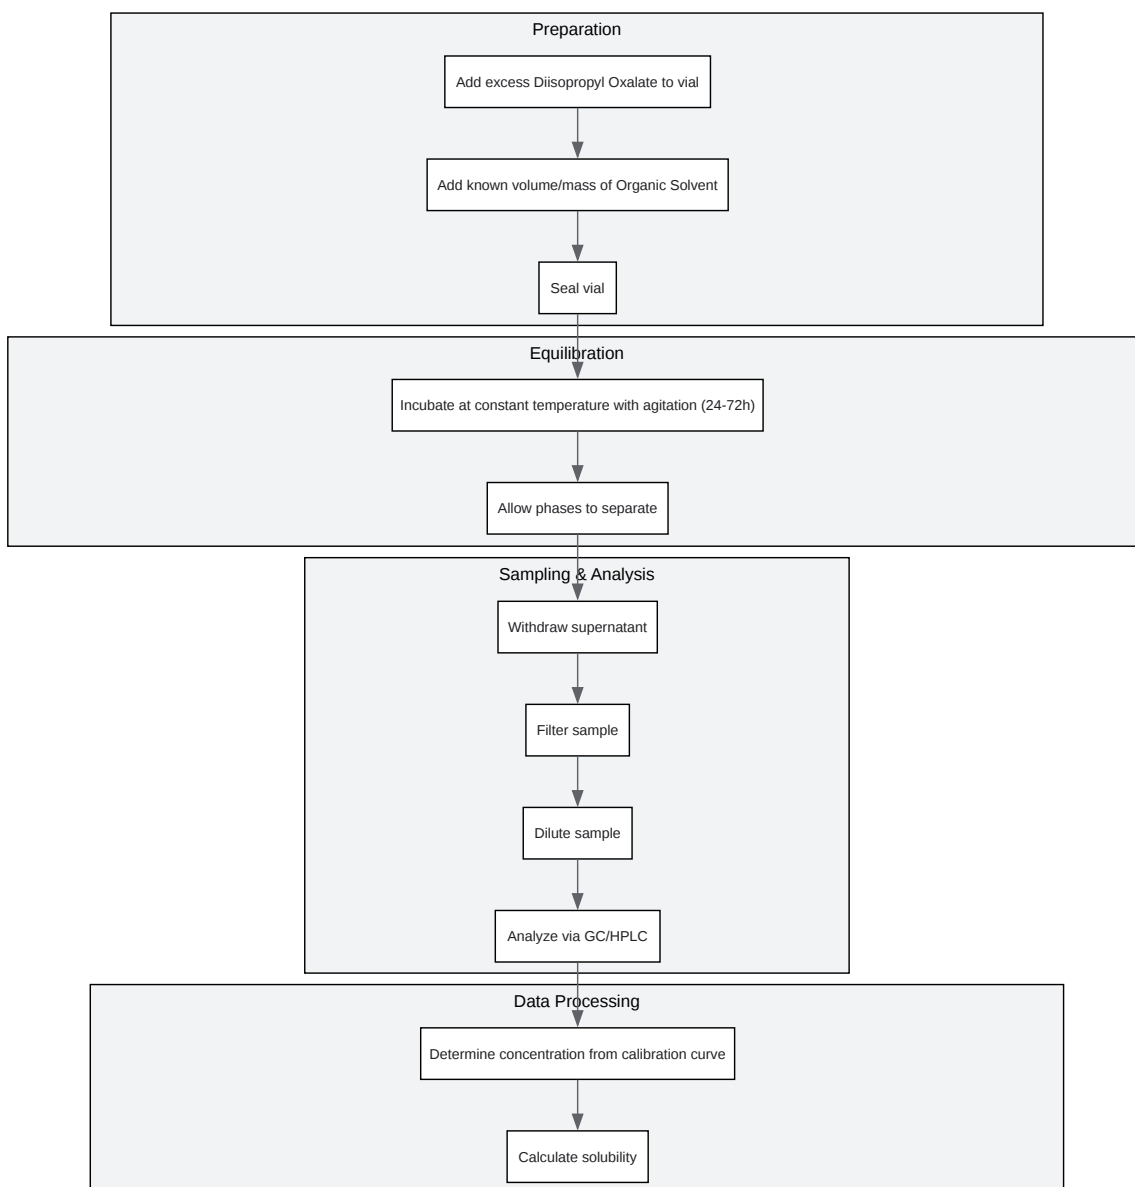 Preparation
Add excess Diisopropyl Oxalate to vial
Add known volume/mass of Organic Solvent
Seal vial
Equilibration
Incubate at constant temperature with agitation (24-72h)
Allow phases to separate
Sampling & Analysis
Withdraw supernatant
Filter sample
Dilute sample
Analyze via GC/HPLC
Data Processing
Determine concentration from calibration curve
Calculate solubility